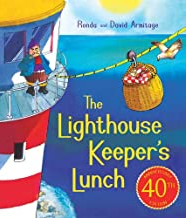 Ronda and David Armitage
The
Lighthouse
Keeper's
Lunch
40TH